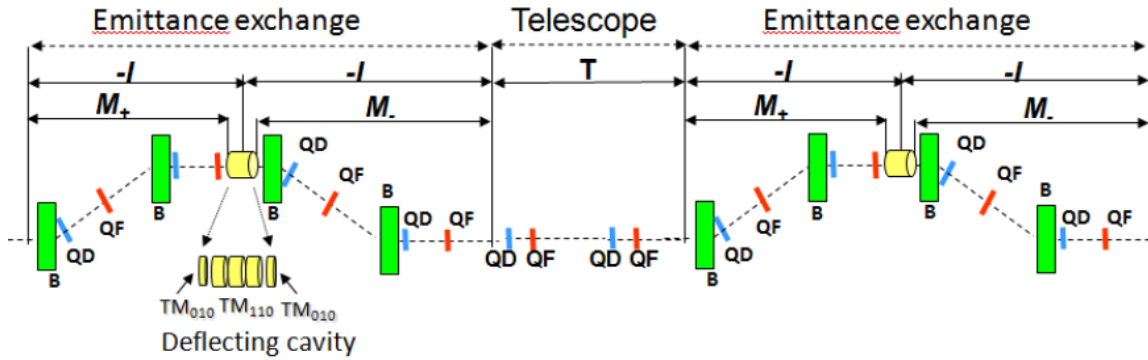 Emittance exchange Telescope Emittance exchange
-I -I T -I -I
M+ M- M+ M-
QD QD
QF QF
B B B B B B
QF QD QF QD QF QD QF QF QD QF
QD QF QD QF
QD QD
B B
TM010 TM110 TM010
Deflecting cavity